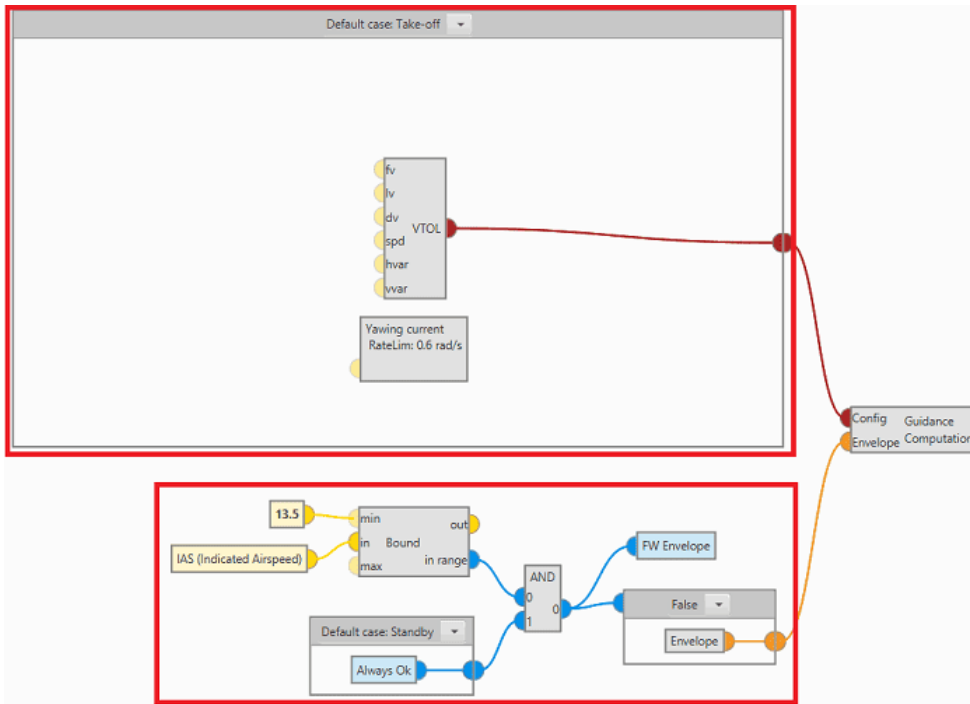 Default case: Take-off
fv
lv
dv
VTOL
spd
hvar
vvar
Yawing current
RateLim: 0.6 rad/s
Config
Guidance
Envelope
Computation
13.5
min
out
in
Bound
IAS (Indicated Airspeed)
in range
max
FW Envelope
AND
0
0
1
False
Default case: Standby
Envelope
Always Ok